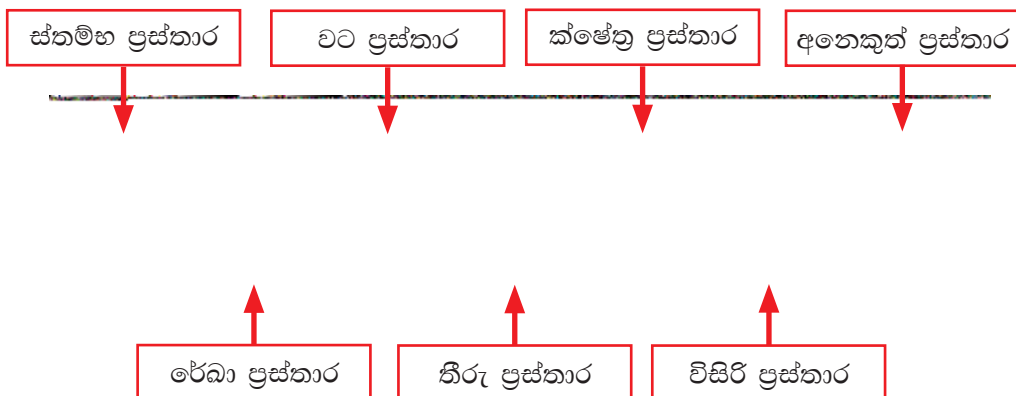 ස්තම්භ ප්‍රස්තාර
වට ප්‍රස්තාර
ක්ෂේත්‍ර ප්‍රස්තාර
අනෙකුත් ප්‍රස්තාර
රේඛා ප්‍රස්තාර
තීරු ප්‍රස්තාර
විසිරි ප්‍රස්තාර